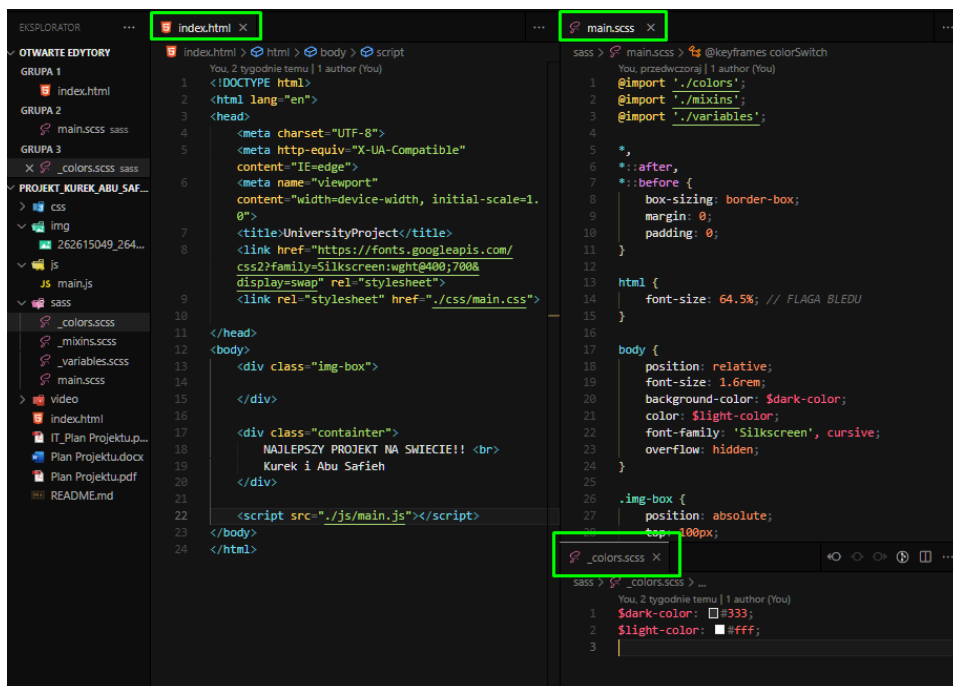 EKSPLORATOR ...
OTWARTE EDYTORY
GRUPA 1
index.html
GRUPA 2
main.scss sass
GRUPA 3
_colors.scss sass
PROJEKT_KUREK_ABU_SAF...
css
img
262615049_264...
js
JS main.js
sass
_colors.scss
_mixins.scss
_variables.scss
main.scss
video
index.html
IT_Plan Projektu.p...
Plan Projektu.docx
Plan Projektu.pdf
README.md
index.html
index.html > html > body > script
You, 2 tygodnie temu | 1 author (You)
1 <!DOCTYPE html>
2 <html lang="en">
3 <head>
4 <meta charset="UTF-8">
5 <meta http-equiv="X-UA-Compatible"
content="IE=edge">
6 <meta name="viewport"
content="width=device-width, initial-scale=1.
0">
7 <title>UniversityProject</title>
8 <link href="https://fonts.googleapis.com/
css2?family=Silkscreen:wght@400;700&
display=swap" rel="stylesheet">
9 <link rel="stylesheet" href="./css/main.css">
10
11 </head>
12 <body>
13 <div class="img-box">
14
15 </div>
16
17 <div class="containter">
18 NAJLEPSZY PROJEKT NA SWIECIE!! <br>
19 Kurek i Abu Safieh
20 </div>
21
22 <script src="./js/main.js"></script>
23 </body>
24 </html>
main.scss
sass > main.scss > @keyframes colorSwitch
You, przedwczoraj | 1 author (You)
1 @import './colors';
2 @import './mixins';
3 @import './variables';
4
5 *,
6 *::after,
7 *::before {
8 box-sizing: border-box;
9 margin: 0;
10 padding: 0;
11 }
12
13 html {
14 font-size: 64.5%; // FLAGA BLEDU
15 }
16
17 body {
18 position: relative;
19 font-size: 1.6rem;
20 background-color: $dark-color;
21 color: $light-color;
22 font-family: 'Silkscreen', cursive;
23 overflow: hidden;
24 }
25
26 .img-box {
27 position: absolute;
28 top: 100px;
_colors.scss
sass > _colors.scss > ...
You, 2 tygodnie temu | 1 author (You)
1 $dark-color: #333;
2 $light-color: #fff;
3